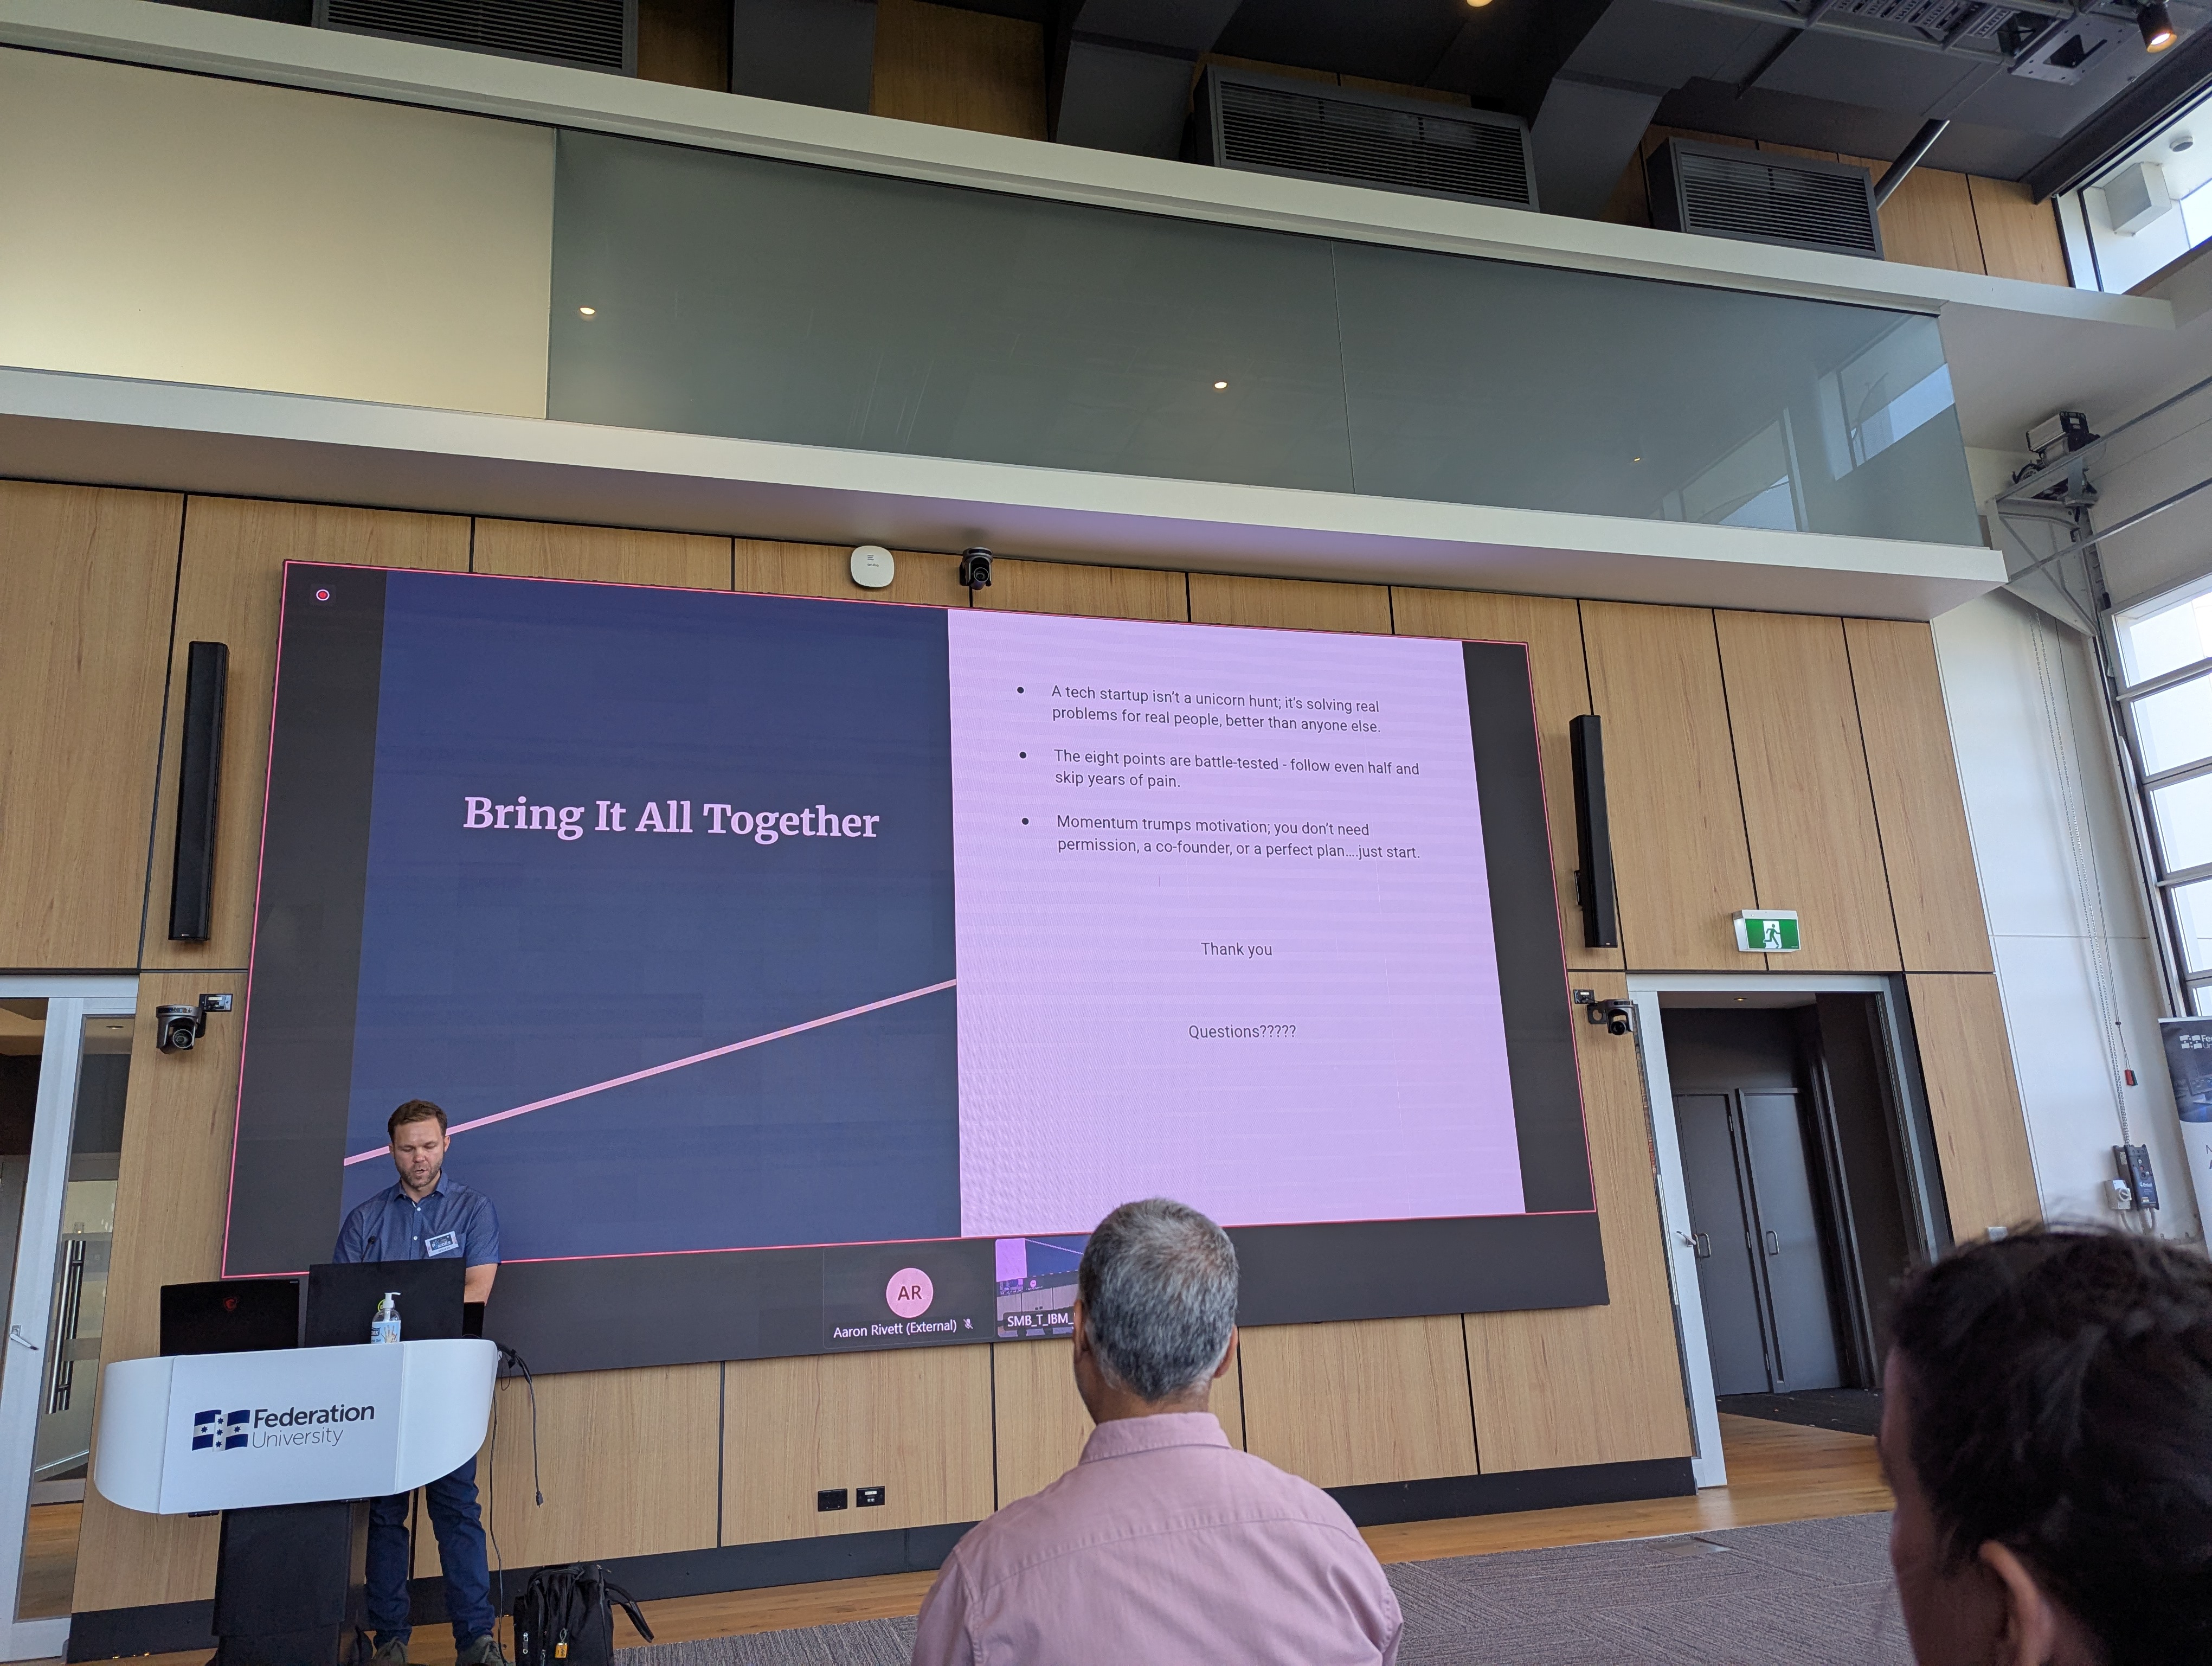 Bring It All Together
A tech startup isn't a unicorn hunt; it's solving real
problems for real people, better than anyone else.
The eight points are battle-tested - follow even half and
skip years of pain.
Momentum trumps motivation; you don't need
permission, a co-founder, or a perfect plan....just start.
Thank you
Questions?????
AR
Aaron Rivett (External)
SMB_T_IBM_
Federation
University